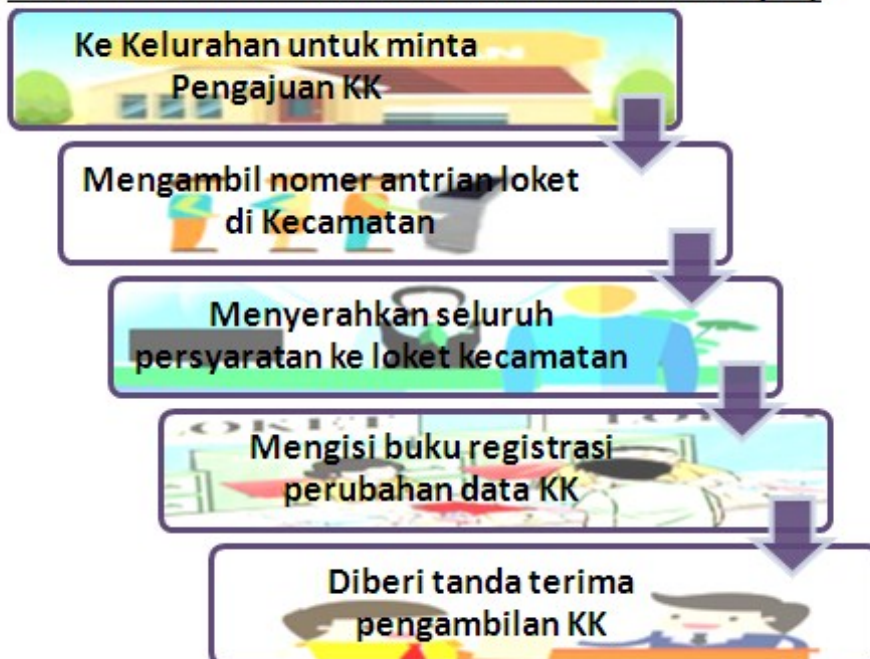 Ke Kelurahan untuk minta
Pengajuan KK
Mengambil nomer antrian loket
di Kecamatan
Menyerahkan seluruh
persyaratan ke loket kecamatan
Mengisi buku registrasi
perubahan data KK
Diberi tanda terima
pengambilan KK